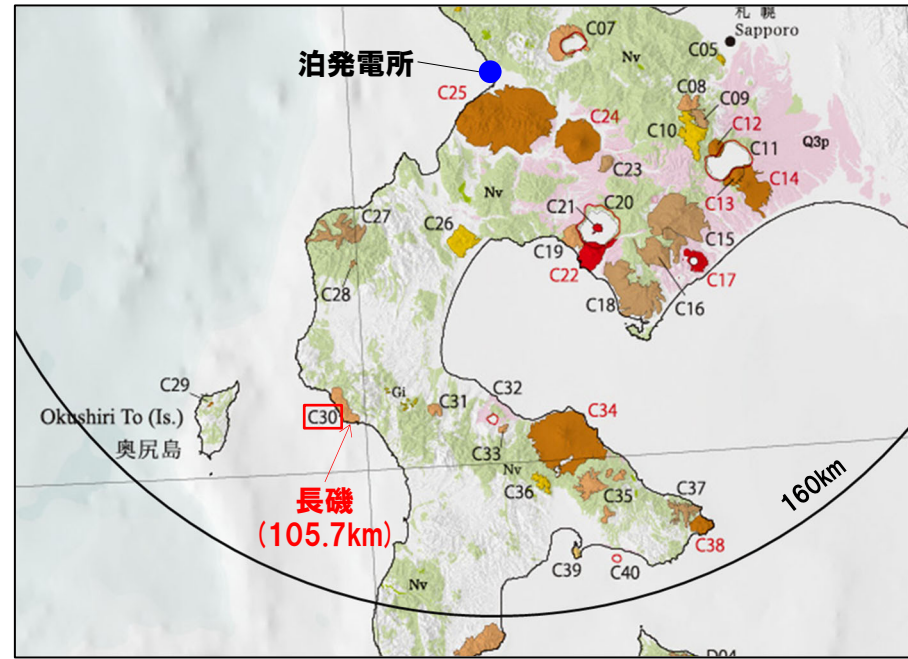 札幌
Sapporo
C07
C05
Nv
泊発電所
C25
C08
C09
C24
C10
C12
C11
Q3p
C23
C14
C13
Nv
C21
C20
C27
C26
C15
C19
C22
C17
C28
C18
C16
C29
C32
Gi
C31
C34
C30
Okushiri To (Is.)
奥尻島
C33
Nv
長磯
(105.7km)
C36
C35
C37
160km
C38
C39
C40
Nv
D04